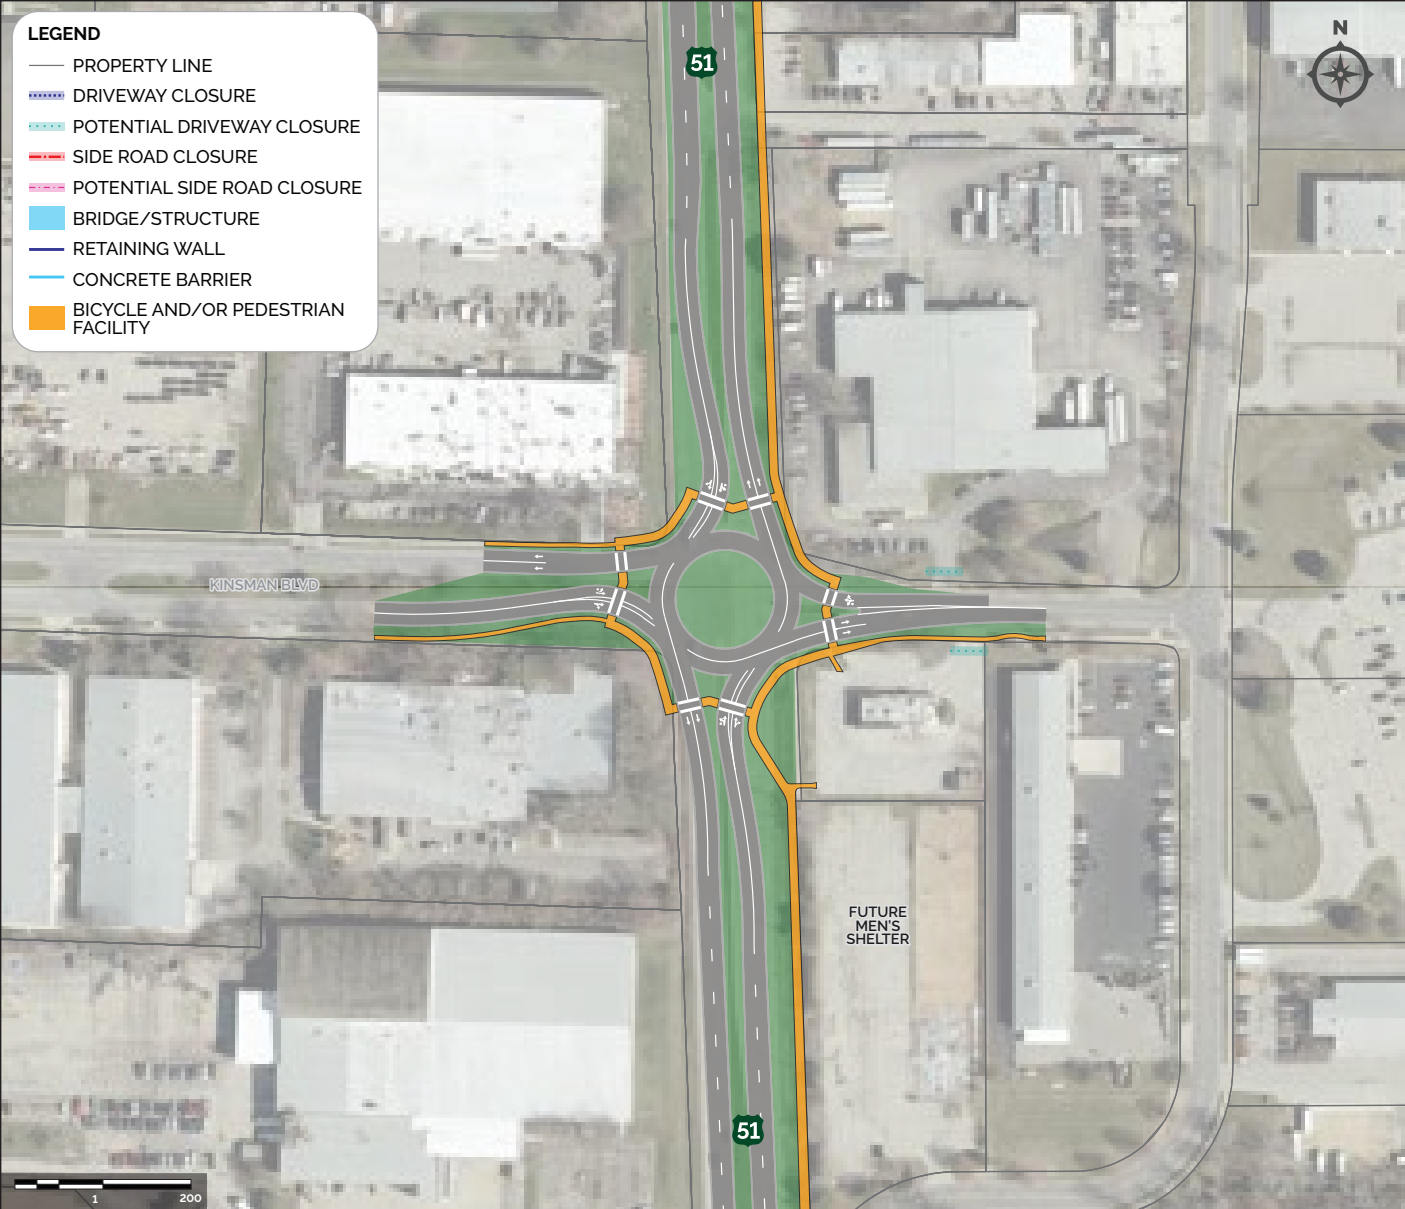 LEGEND
PROPERTY LINE
DRIVEWAY CLOSURE
POTENTIAL DRIVEWAY CLOSURE
SIDE ROAD CLOSURE
POTENTIAL SIDE ROAD CLOSURE
BRIDGE/STRUCTURE
RETAINING WALL
CONCRETE BARRIER
BICYCLE AND/OR PEDESTRIAN
FACILITY
51
N
KINSMAN BLVD
FUTURE
MEN'S
SHELTER
51
1
200